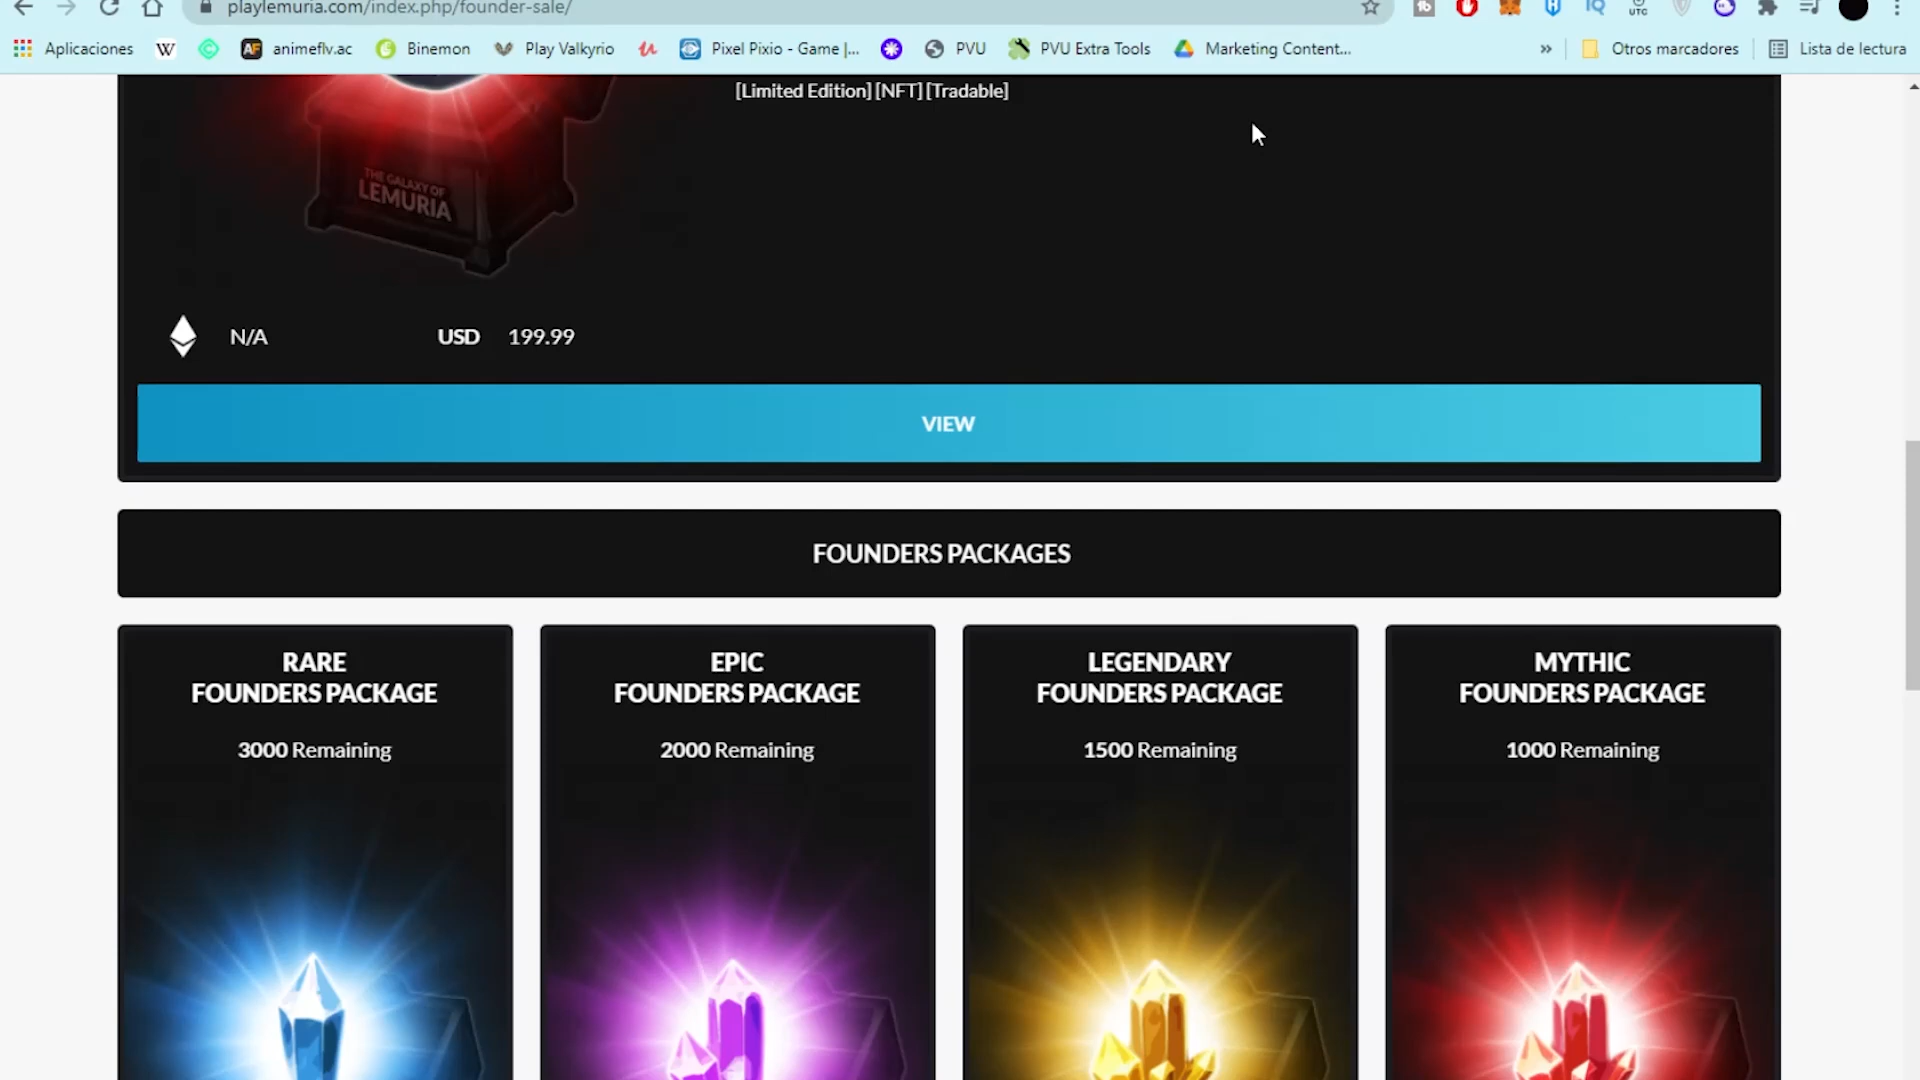 playlemuria.com/index.php/founder-sale/
Aplicaciones
animeflv.ac
Binemon
Play Valkyrio
Pixel Pixio - Game |...
PVU
PVU Extra Tools
Marketing Content...
»
Otros marcadores
Lista de lectura
[Limited Edition] [NFT] [Tradable]
THE GALAXY OF
LEMURIA
N/A
USD 199.99
VIEW
FOUNDERS PACKAGES
RARE
FOUNDERS PACKAGE
3000 Remaining
EPIC
FOUNDERS PACKAGE
2000 Remaining
LEGENDARY
FOUNDERS PACKAGE
1500 Remaining
MYTHIC
FOUNDERS PACKAGE
1000 Remaining